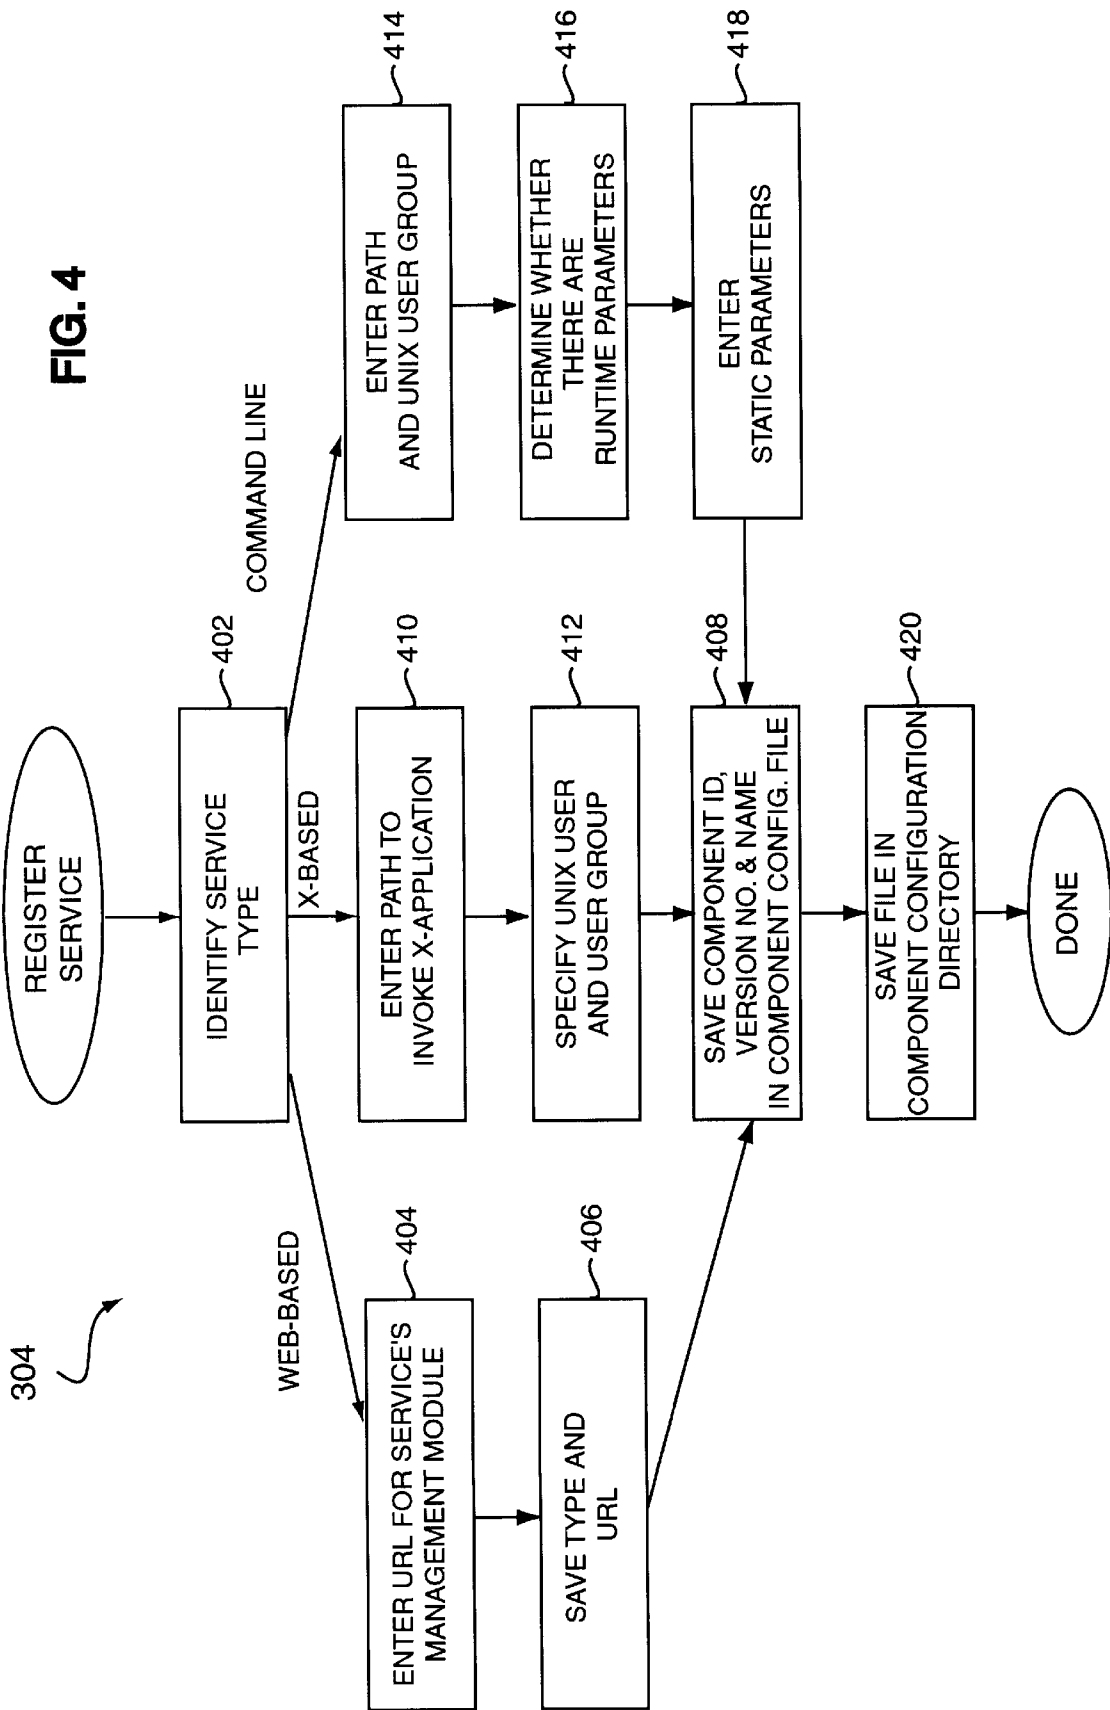 FIG. 4
304
REGISTER
SERVICE
IDENTIFY SERVICE
TYPE
402
WEB-BASED
X-BASED
COMMAND LINE
ENTER URL FOR SERVICE'S
MANAGEMENT MODULE
404
SAVE TYPE AND
URL
406
ENTER PATH TO
INVOKE X-APPLICATION
410
SPECIFY UNIX USER
AND USER GROUP
412
ENTER PATH
AND UNIX USER GROUP
414
DETERMINE WHETHER
THERE ARE
RUNTIME PARAMETERS
416
ENTER
STATIC PARAMETERS
418
SAVE COMPONENT ID,
VERSION NO. & NAME
IN COMPONENT CONFIG. FILE
408
SAVE FILE IN
COMPONENT CONFIGURATION
DIRECTORY
420
DONE